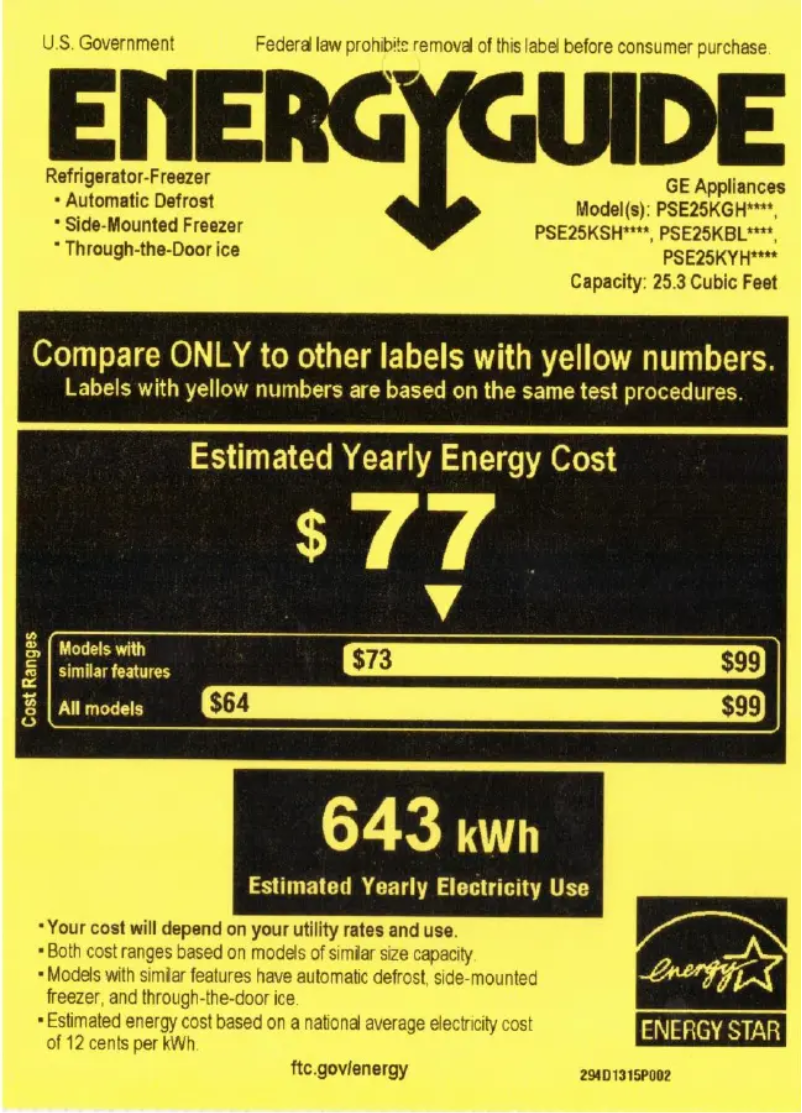 U.S. Government Federal law prohibits removal of this label before consumer purchase.
ENERGYGUIDE
Refrigerator-Freezer
• Automatic Defrost
• Side-Mounted Freezer
• Through-the-Door ice
GE Appliances
Model(s): PSE25KGH****,
PSE25KSH****, PSE25KBL****,
PSE25KYH****
Capacity: 25.3 Cubic Feet
Compare ONLY to other labels with yellow numbers.
Labels with yellow numbers are based on the same test procedures.
Estimated Yearly Energy Cost
$77
Cost Ranges
Models with
similar features
$73 $99
All models $64 $99
643 kWh
Estimated Yearly Electricity Use
• Your cost will depend on your utility rates and use.
• Both cost ranges based on models of similar size capacity.
• Models with similar features have automatic defrost, side-mounted
freezer, and through-the-door ice.
• Estimated energy cost based on a national average electricity cost
of 12 cents per kWh.
ftc.gov/energy
294D1315P002
energy
ENERGY STAR